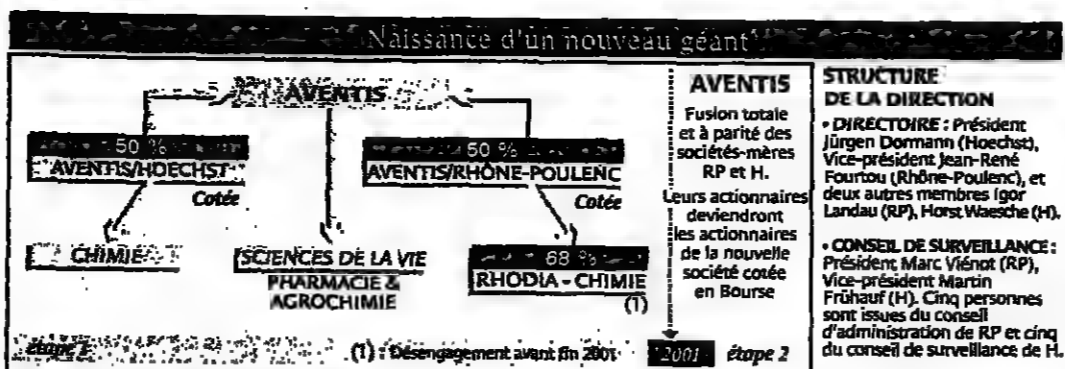 Naissance d'un nouveau géant
AVENTIS
50 %
AVENTIS/HOECHST
Cotée
50 %
AVENTIS/RHÔNE-POULENC
Cotée
CHIMIE
SCIENCES DE LA VIE
PHARMACIE &
AGROCHIMIE
68 %
RHODIA - CHIMIE
(1)
étape 1
(1) : Désengagement avant fin 2001
AVENTIS
Fusion totale
et à parité des
sociétés-mères
RP et H.
Leurs actionnaires
deviendront
les actionnaires
de la nouvelle
société cotée
en Bourse
2001 étape 2
STRUCTURE
DE LA DIRECTION
• DIRECTOIRE : Président
Jürgen Dormann (Hoechst),
Vice-président Jean-René
Fourtou (Rhône-Poulenc), et
deux autres membres Igor
Landau (RP), Horst Waesche (H).
• CONSEIL DE SURVEILLANCE :
Président Marc Viénot (RP),
Vice-président Martin
Frühauf (H). Cinq personnes
sont issues du conseil
d'administration de RP et cinq
du conseil de surveillance de H.